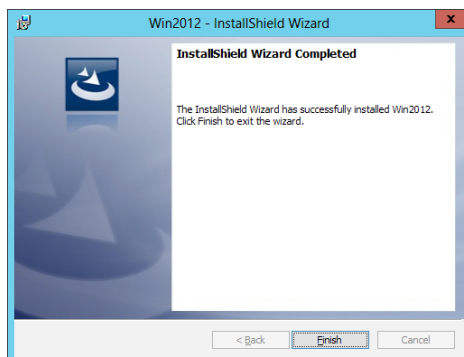 Win2012 - InstallShield Wizard
x
InstallShield Wizard Completed
The InstallShield Wizard has successfully installed Win2012.
Click Finish to exit the wizard.
< Back
Finish
Cancel